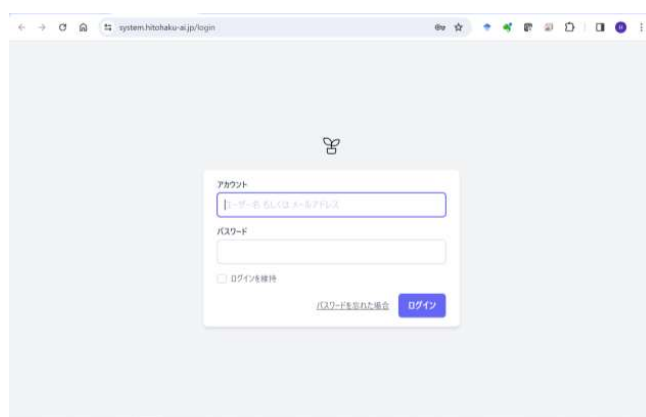 system.hitohaku-ai.jp/login
アカウント
ユーザー名 もしくは メールアドレス
パスワード
ログインを維持
パスワードを忘れた場合
ログイン